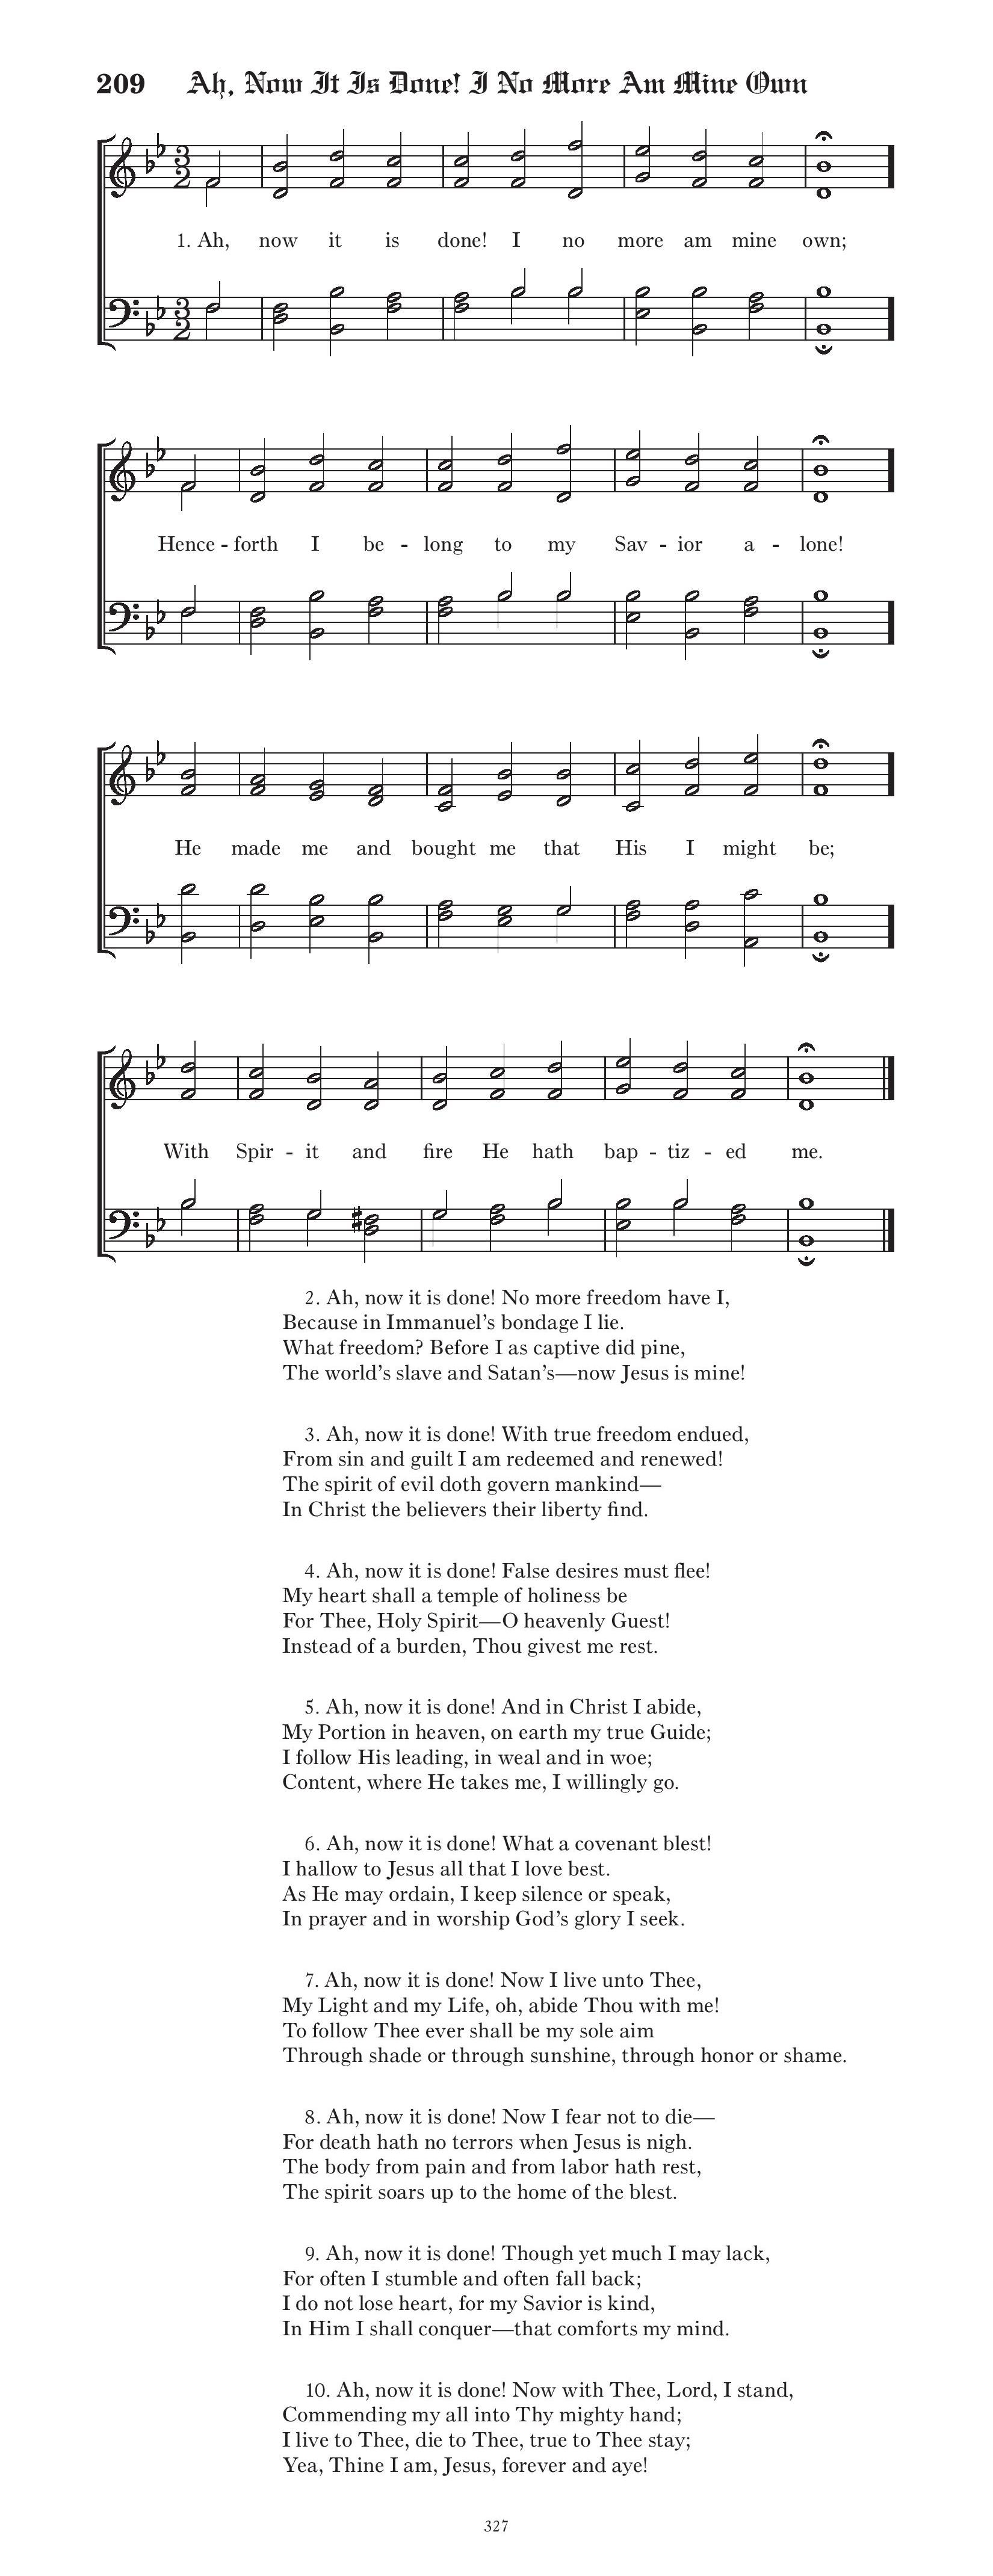 209 Ah, Now It Is Done! I No More Am Mine Own
3
2
1. Ah, now it is done! I no more am mine own;
3
2
Hence - forth I be - long to my Sav - ior a - lone!
He made me and bought me that His I might be;
With Spir - it and fire He hath bap - tiz - ed me.
2. Ah, now it is done! No more freedom have I,
Because in Immanuel’s bondage I lie.
What freedom? Before I as captive did pine,
The world’s slave and Satan’s—now Jesus is mine!
3. Ah, now it is done! With true freedom endued,
From sin and guilt I am redeemed and renewed!
The spirit of evil doth govern mankind—
In Christ the believers their liberty find.
4. Ah, now it is done! False desires must flee!
My heart shall a temple of holiness be
For Thee, Holy Spirit—O heavenly Guest!
Instead of a burden, Thou givest me rest.
5. Ah, now it is done! And in Christ I abide,
My Portion in heaven, on earth my true Guide;
I follow His leading, in weal and in woe;
Content, where He takes me, I willingly go.
6. Ah, now it is done! What a covenant blest!
I hallow to Jesus all that I love best.
As He may ordain, I keep silence or speak,
In prayer and in worship God’s glory I seek.
7. Ah, now it is done! Now I live unto Thee,
My Light and my Life, oh, abide Thou with me!
To follow Thee ever shall be my sole aim
Through shade or through sunshine, through honor or shame.
8. Ah, now it is done! Now I fear not to die—
For death hath no terrors when Jesus is nigh.
The body from pain and from labor hath rest,
The spirit soars up to the home of the blest.
9. Ah, now it is done! Though yet much I may lack,
For often I stumble and often fall back;
I do not lose heart, for my Savior is kind,
In Him I shall conquer—that comforts my mind.
10. Ah, now it is done! Now with Thee, Lord, I stand,
Commending my all into Thy mighty hand;
I live to Thee, die to Thee, true to Thee stay;
Yea, Thine I am, Jesus, forever and aye!
327